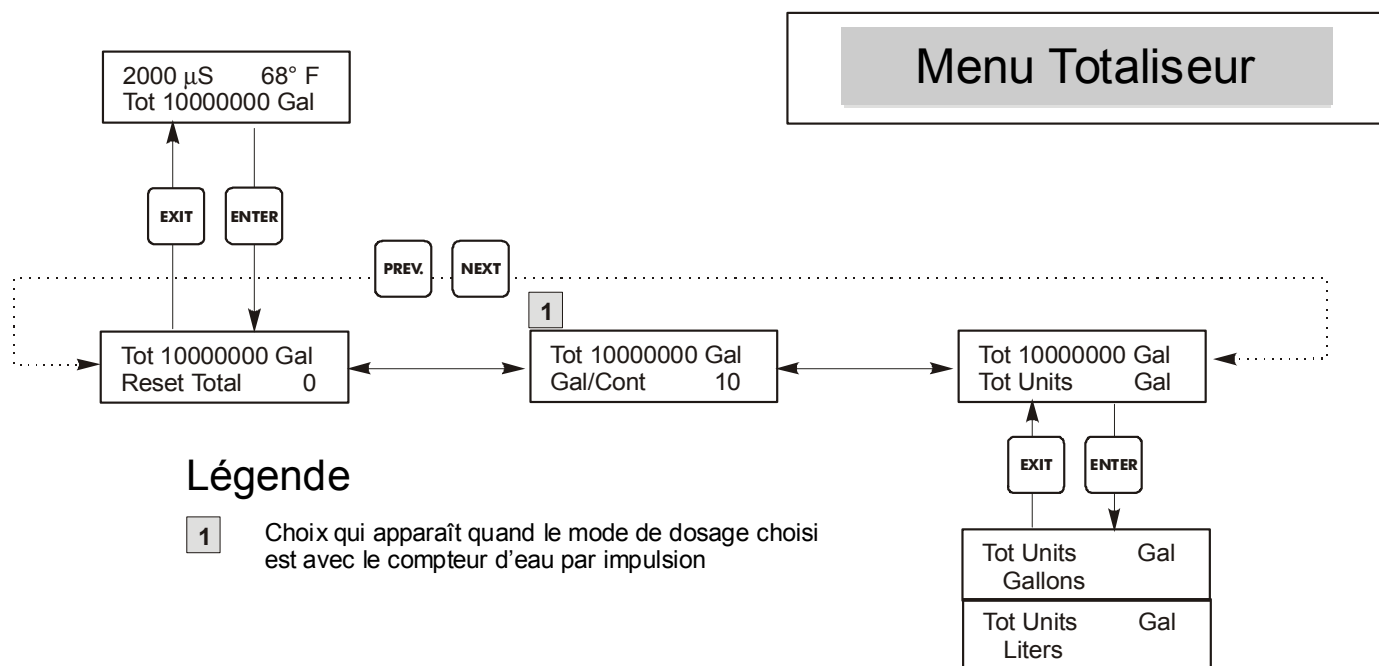 Menu Totaliseur
2000 μS 68° F
Tot 10000000 Gal
EXIT
ENTER
PREV.
NEXT
1
Tot 10000000 Gal
Reset Total 0
Tot 10000000 Gal
Gal/Cont 10
Tot 10000000 Gal
Tot Units Gal
EXIT
ENTER
Légende
1 Choix qui apparaît quand le mode de dosage choisi
est avec le compteur d'eau par impulsion
Tot Units Gal
Gallons
Tot Units Gal
Liters